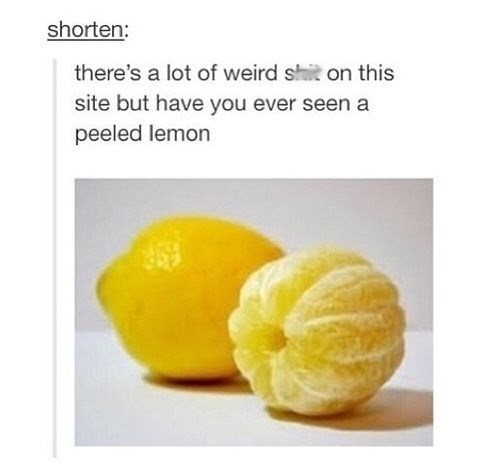 shorten:
there's a lot of weird on this
site but have you ever seen a
peeled lemon